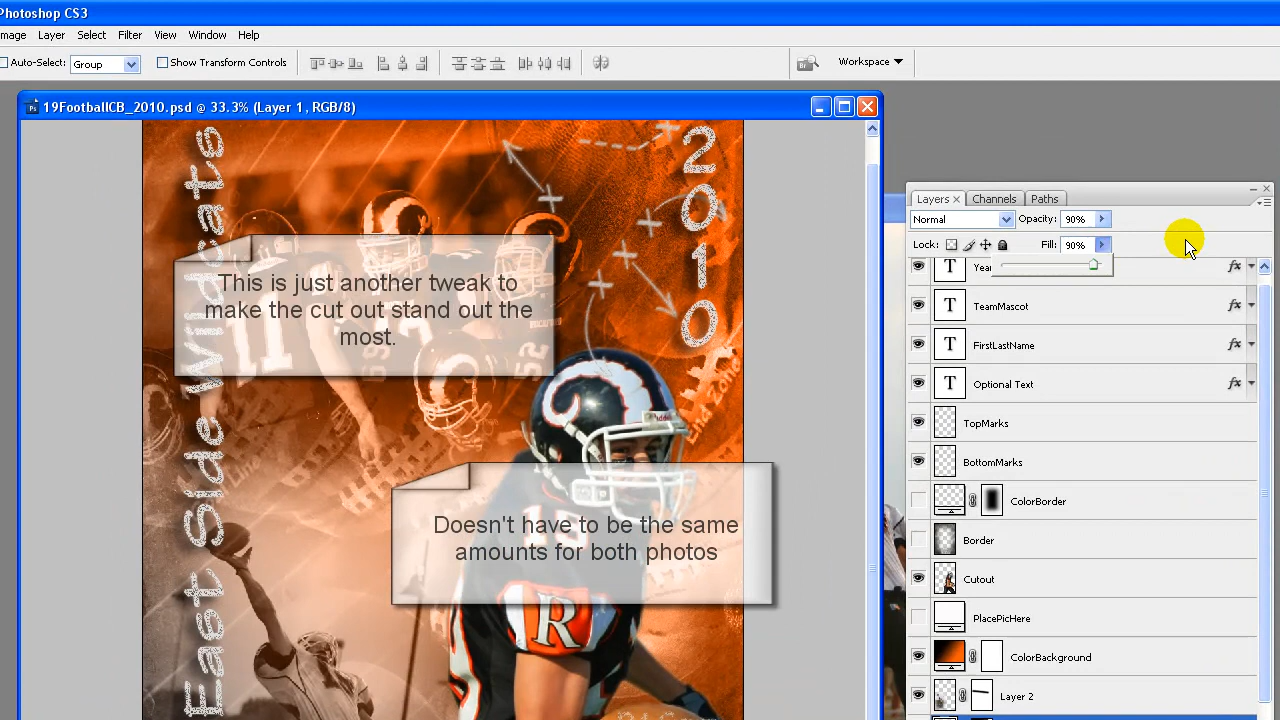 Photoshop CS3
mage Layer Select Filter View Window Help
Auto-Select: Group Show Transform Controls Workspace
19FootballCB_2010.psd @ 33.3% (Layer 1, RGB/8)
East Side Wildcats
2010
This is just another tweak to
make the cut out stand out the
most.
Doesn't have to be the same
amounts for both photos
R
Layers Channels Paths
Normal Opacity: 90%
Lock: Fill: 90%
Year
TeamMascot
FirstLastName
Optional Text
TopMarks
BottomMarks
ColorBorder
Border
Cutout
PlacePicHere
ColorBackground
Layer 2